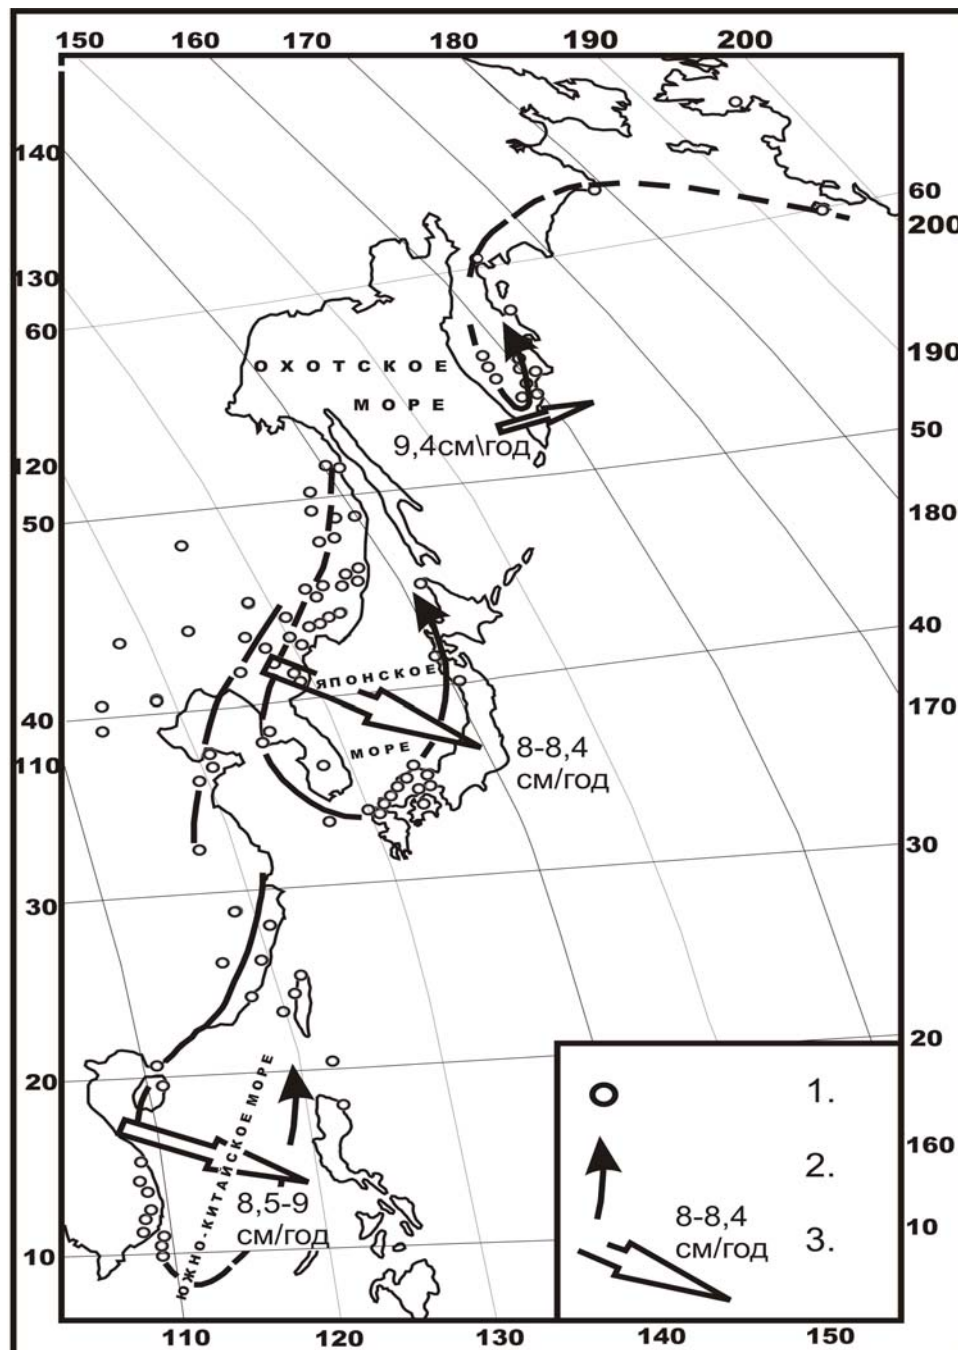 150 160 170 180 190 200
140
60
200
130
60
ОХОТСКОЕ
МОРЕ
190
9,4см\год
50
120
180
50
40
ЯПОНСКОЕ
МОРЕ
170
40
8-8,4
см/год
110
30
30
20
20
ЮЖНО-КИТАЙСКОЕ МОРЕ
8,5-9
см/год
160
10
10
1.
2.
8-8,4
см/год
3.
110 120 130 140 150